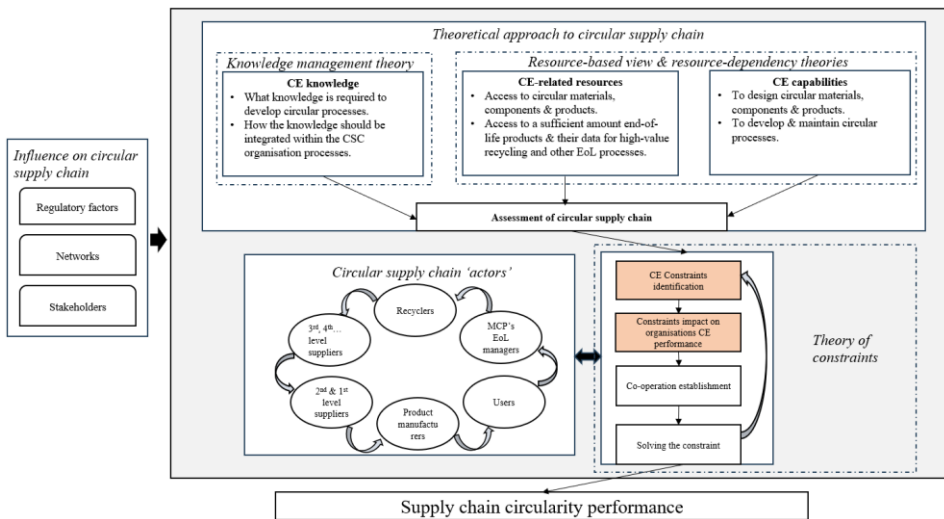 Theoretical approach to circular supply chain
Knowledge management theory
CE knowledge
• What knowledge is required to
develop circular processes.
• How the knowledge should be
integrated within the CSC
organisation processes.
Resource-based view & resource-dependency theories
CE-related resources
• Access to circular materials,
components & products.
• Access to a sufficient amount end-of-
life products & their data for high-value
recycling and other EoL processes.
CE capabilities
• To design circular materials,
components & products.
• To develop & maintain circular
processes.
Assessment of circular supply chain
Influence on circular
supply chain
Regulatory factors
Networks
Stakeholders
Circular supply chain ‘actors’
Recyclers
3rd, 4th…
level suppliers
MCP’s
EoL
managers
2nd & 1st
level
suppliers
Product
manufactu
rers
Users
CE Constraints
identification
Constraints impact on
organisations CE
performance
Co-operation establishment
Solving the constraint
Theory of
constraints
Supply chain circularity performance